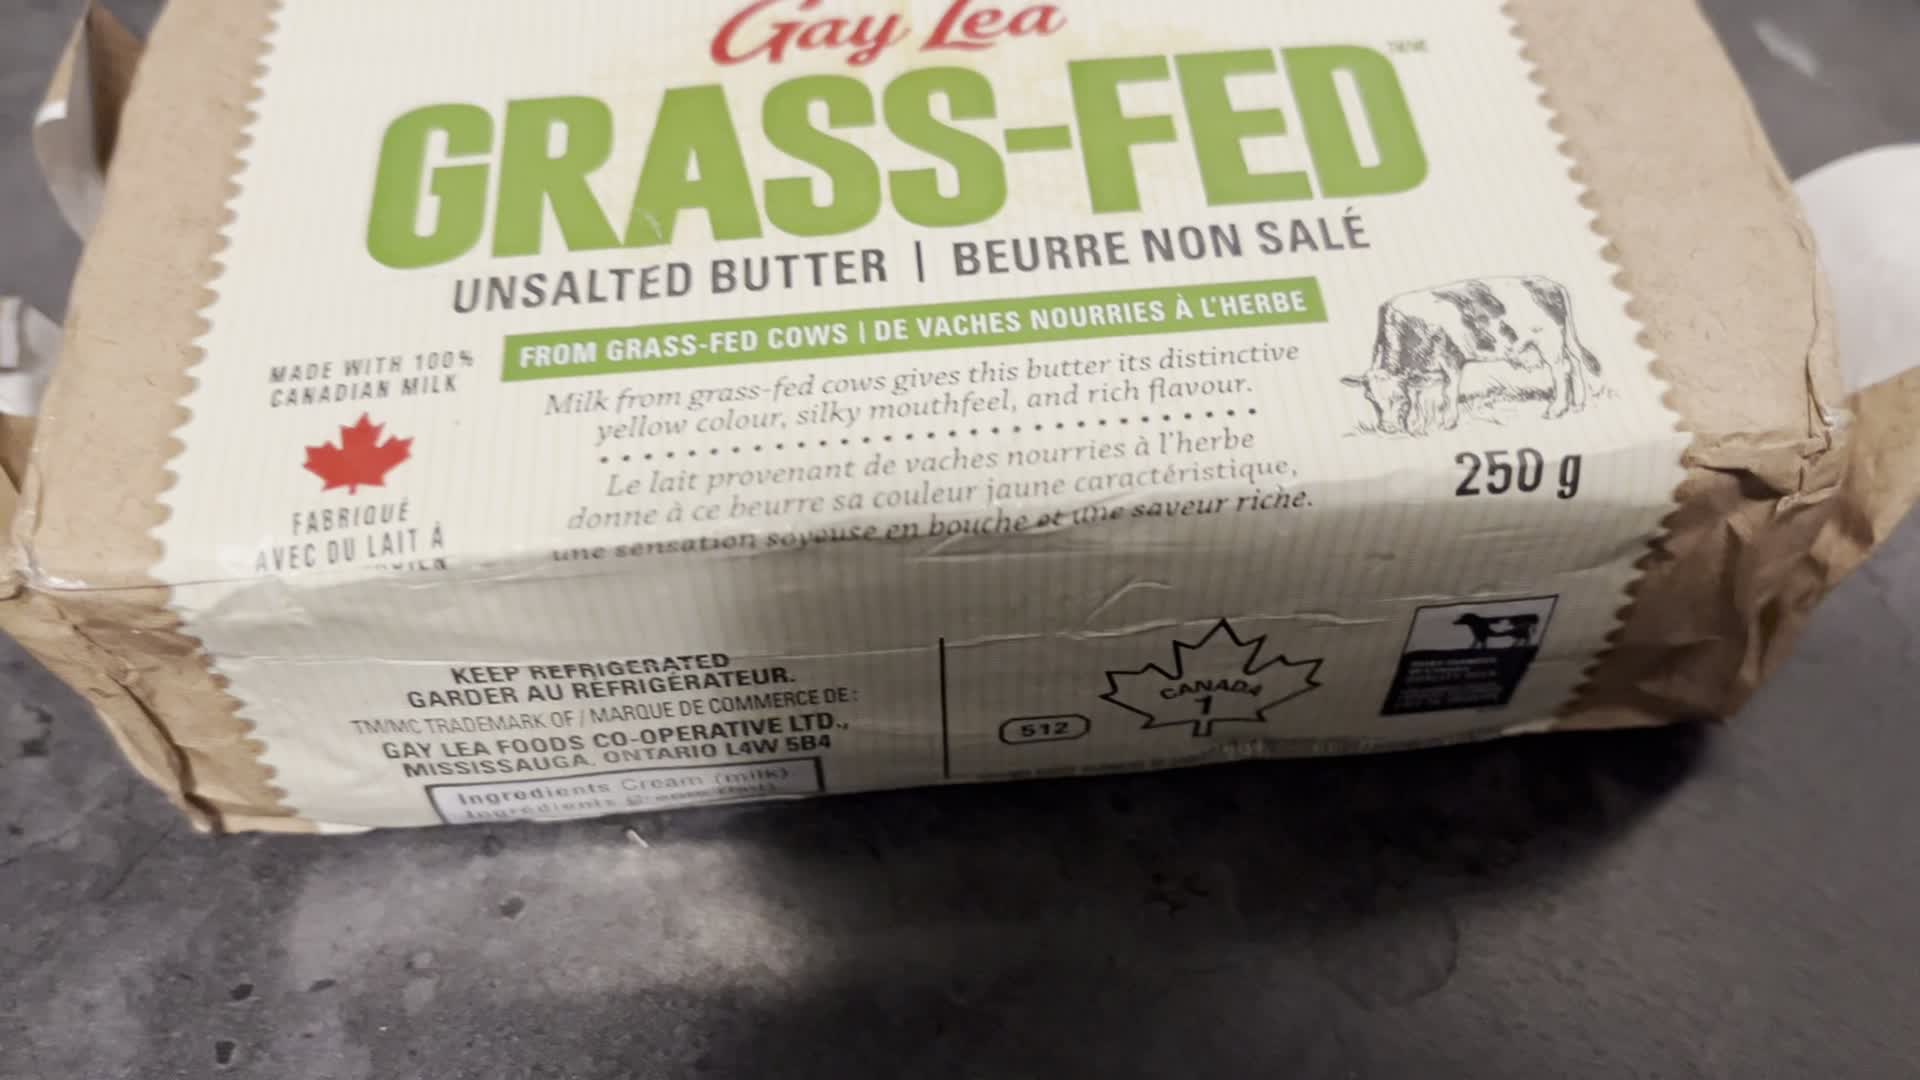 Gay Lea
GRASS-FED
UNSALTED BUTTER | BEURRE NON SALÉ
FROM GRASS-FED COWS | DE VACHES NOURRIES À L'HERBE
MADE WITH 100%
CANADIAN MILK
FABRIQUÉ
AVEC DU LAIT À
Milk from grass-fed cows gives this butter its distinctive
yellow colour, silky mouthfeel, and rich flavour.
Le lait provenant de vaches nourries à l'herbe
donne à ce beurre sa couleur jaune caractéristique,
une sensation soyeuse en bouche et une saveur riche.
250 g
KEEP REFRIGERATED
GARDER AU RÉFRIGÉRATEUR.
TM/MC TRADEMARK OF / MARQUE DE COMMERCE DE:
GAY LEA FOODS CO-OPERATIVE LTD.,
MISSISSAUGA, ONTARIO L4W 5B4
Ingredients Cream (milk)
512
CANADA
1